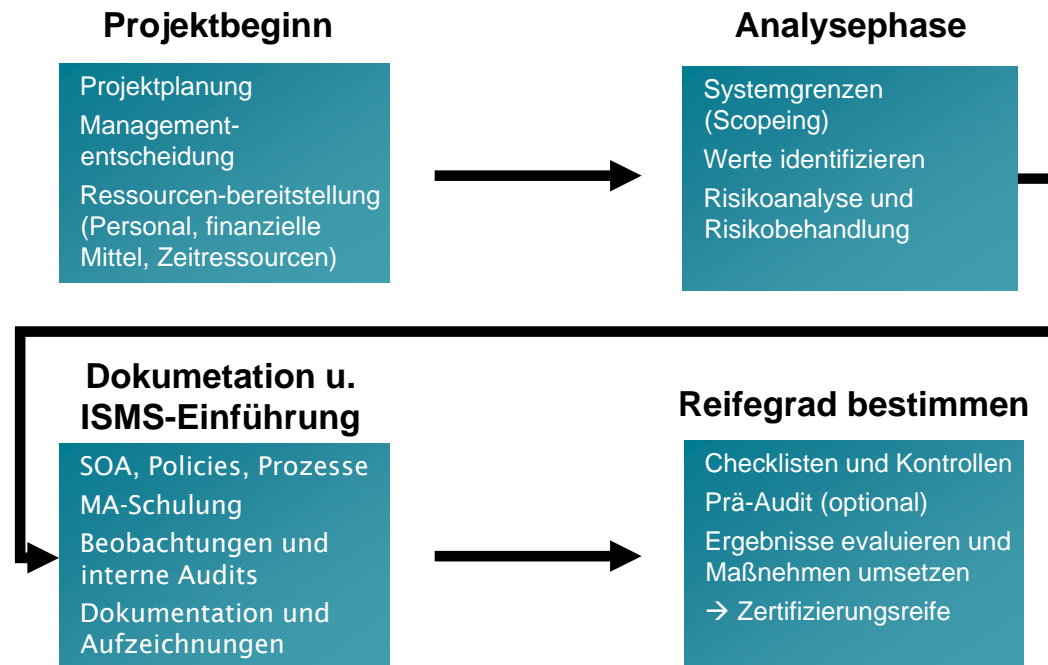 Projektbeginn
Projektplanung
Management-
entscheidung
Ressourcen-bereitstellung
(Personal, finanzielle
Mittel, Zeitressourcen)
Analysephase
Systemgrenzen
(Scopeing)
Werte identifizieren
Risikoanalyse und
Risikobehandlung
Dokumetation u.
ISMS-Einführung
SOA, Policies, Prozesse
MA-Schulung
Beobachtungen und
interne Audits
Dokumentation und
Aufzeichnungen
Reifegrad bestimmen
Checklisten und Kontrollen
Prä-Audit (optional)
Ergebnisse evaluieren und
Maßnehmen umsetzen
→ Zertifizierungsreife